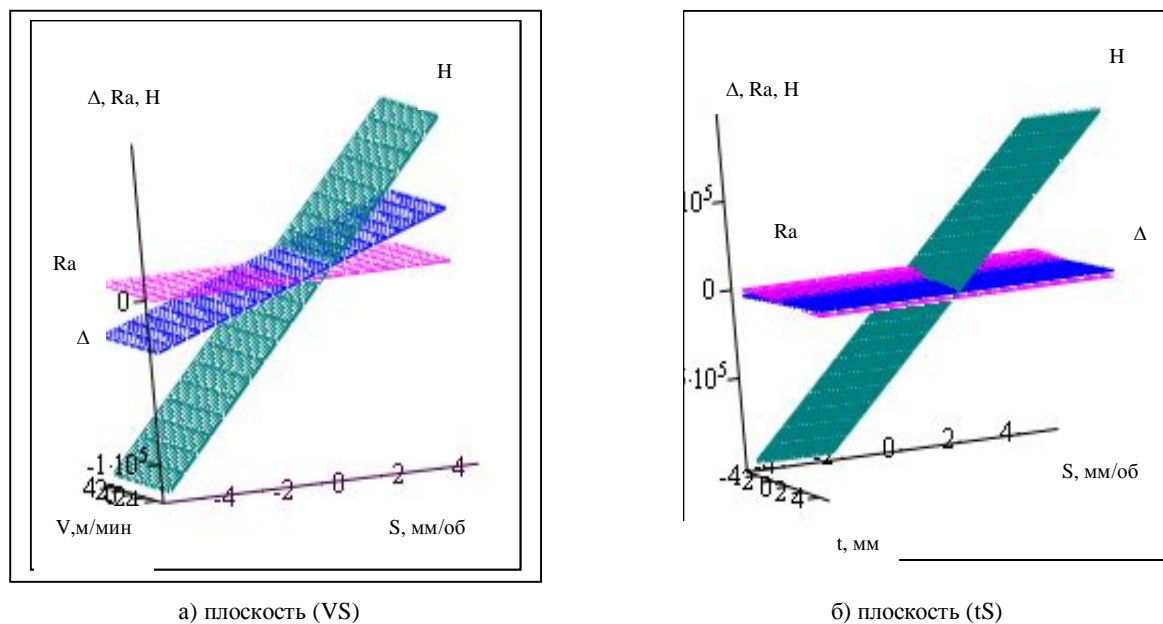 Δ, Ra, H
H
Ra
0
Δ
-1·10⁵
-4 -2 0 2 4
V,м/мин
S, мм/об
а) плоскость (VS)
Δ, Ra, H
H
Ra
Δ
0
0 2 4
S, мм/об
t, мм
б) плоскость (tS)